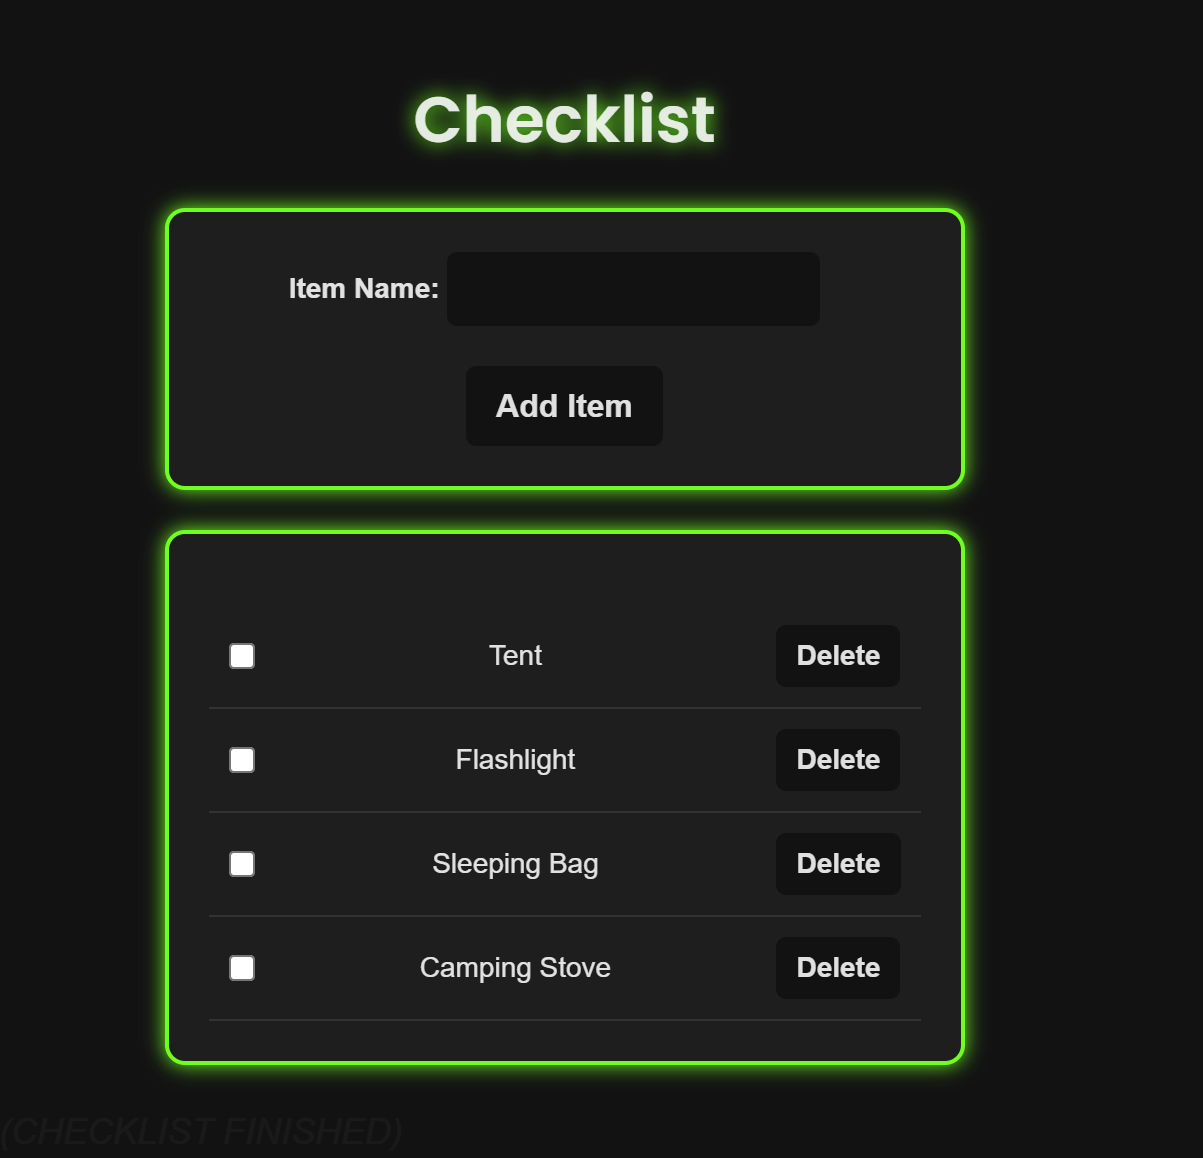 Checklist
Item Name:
Add Item
Tent Delete
Flashlight Delete
Sleeping Bag Delete
Camping Stove Delete
(CHECKLIST FINISHED)